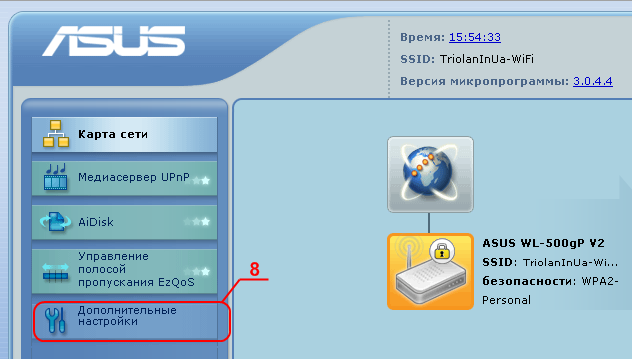 ASUS
Время: 15:54:33
SSID: TriolanInUa-WiFi
Версия микропрограммы: 3.0.4.4
Карта сети
Медиасервер UPnP
AiDisk
Управление
полосой
пропускания EzQoS
8
Дополнительные
настройки
ASUS WL-500gP V2
SSID: TriolanInUa-Wi...
безопасности: WPA2-
Personal